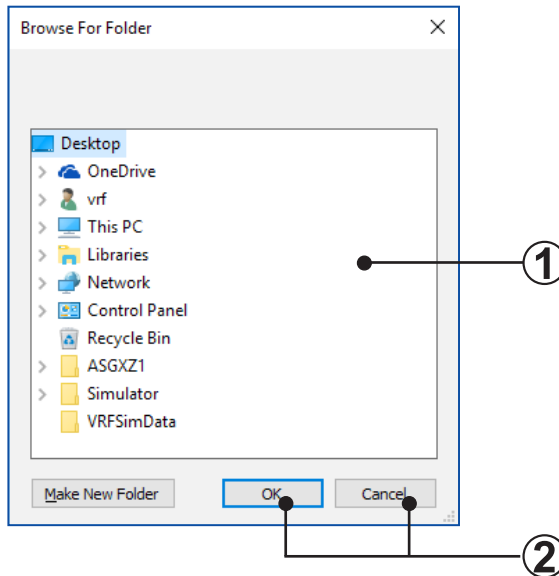 Browse For Folder
Desktop
OneDrive
vrf
This PC
Libraries
Network
Control Panel
Recycle Bin
ASGXZ1
Simulator
VRFSimData
1
Make New Folder OK Cancel
2